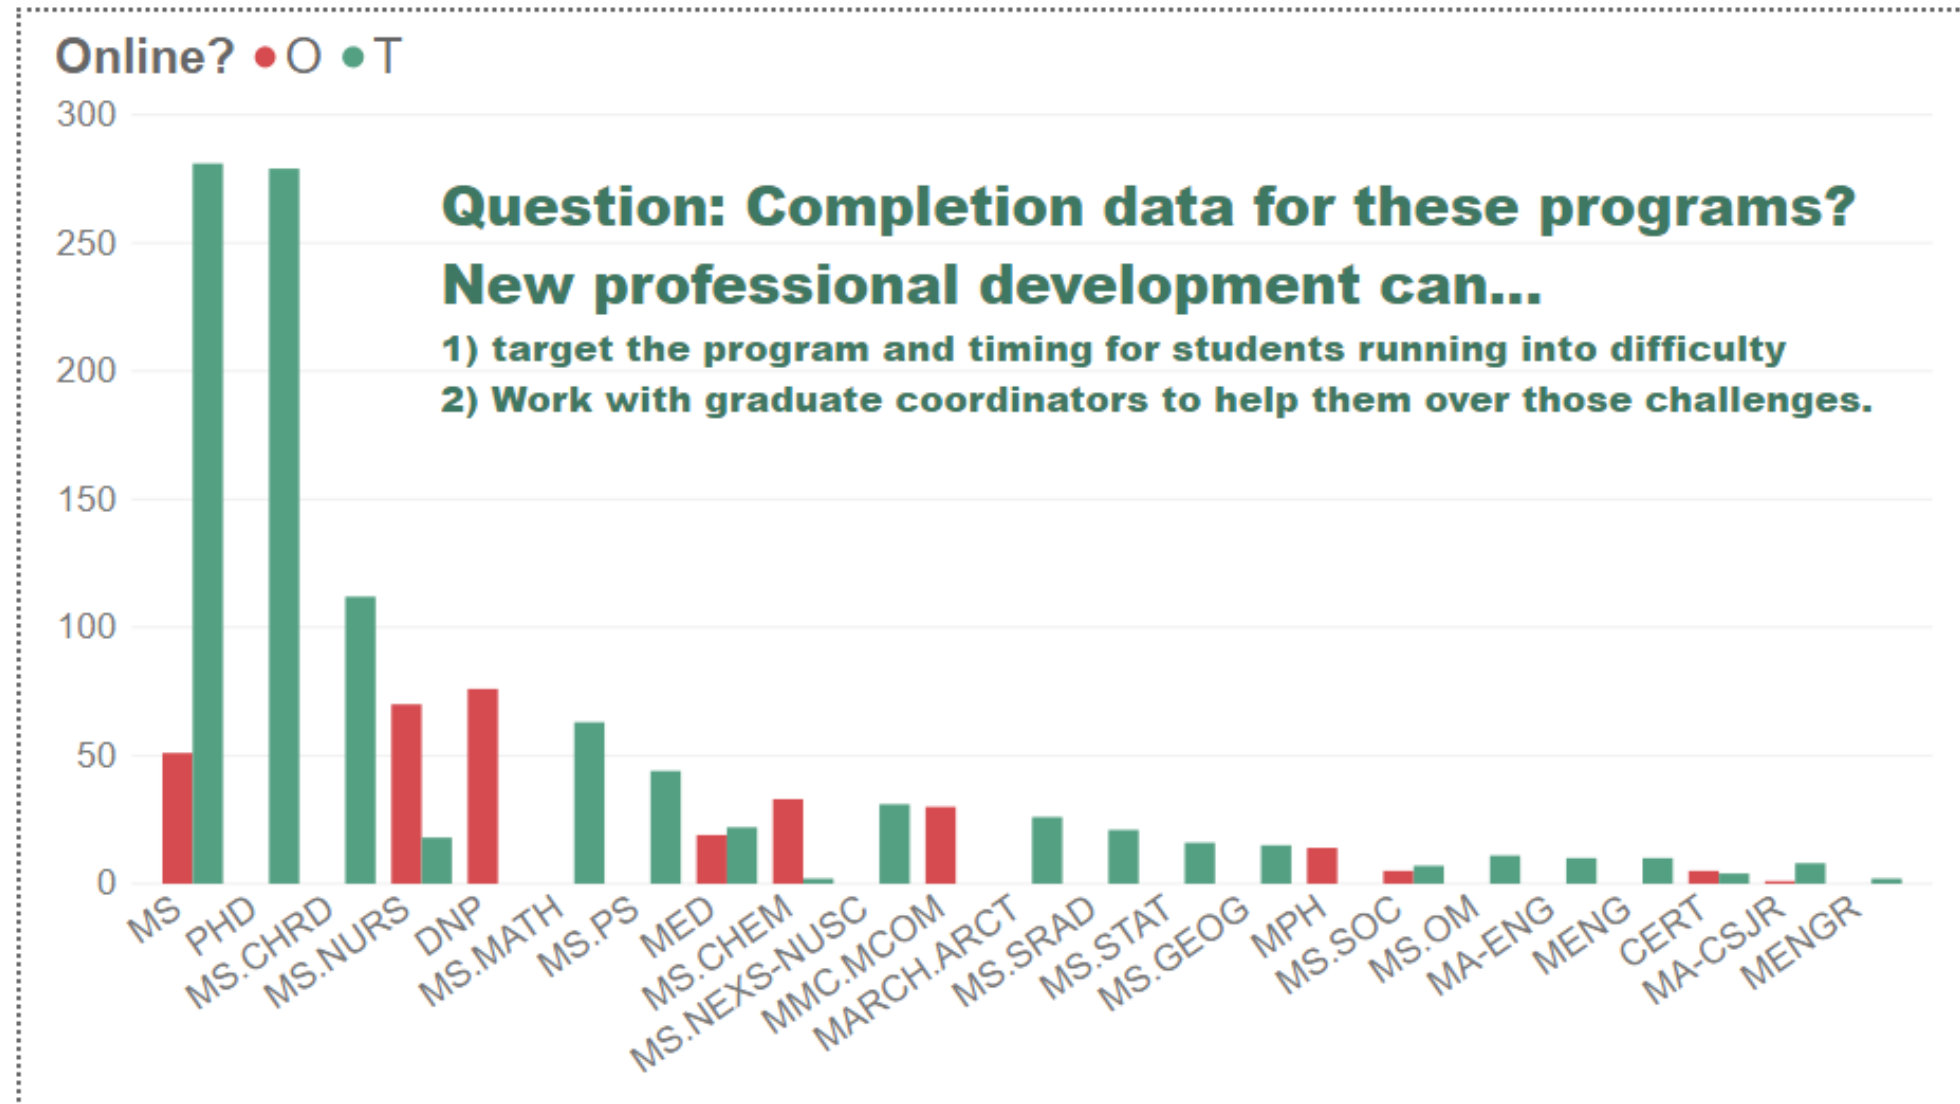 Online? O T
300
250
200
150
100
50
0
Question: Completion data for these programs?
New professional development can...
1) target the program and timing for students running into difficulty
2) Work with graduate coordinators to help them over those challenges.
MS
PHD
MS.CHRD
MS.NURS
DNP
MS.MATH
MS.PS
MED
MS.CHEM
MS.NEXS-NUSC
MMC.MCOM
MARCH.ARCT
MS.SRAD
MS.STAT
MS.GEOG
MPH
MS.SOC
MS.OM
MA-ENG
MENG
CERT
MA-CSJR
MENGR